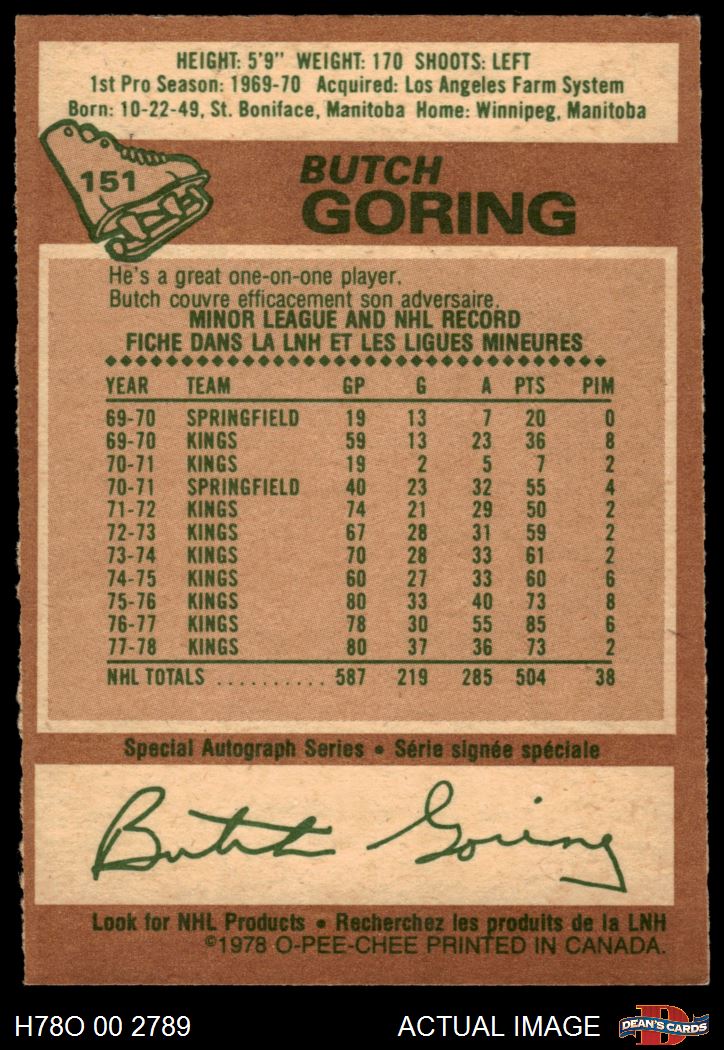 HEIGHT: 5'9" WEIGHT: 170 SHOOTS: LEFT
1st Pro Season: 1969-70 Acquired: Los Angeles Farm System
Born: 10-22-49, St. Boniface, Manitoba Home: Winnipeg, Manitoba
151
BUTCH
GORING
He's a great one-on-one player.
Butch couvre efficacement son adversaire.
MINOR LEAGUE AND NHL RECORD
FICHE DANS LA LNH ET LES LIGUES MINEURES
YEAR TEAM GP G A PTS PIM
69-70 SPRINGFIELD 19 13 7 20 0
69-70 KINGS 59 13 23 36 8
70-71 KINGS 19 2 5 7 2
70-71 SPRINGFIELD 40 23 32 55 4
71-72 KINGS 74 21 29 50 2
72-73 KINGS 67 28 31 59 2
73-74 KINGS 70 28 33 61 2
74-75 KINGS 60 27 33 60 6
75-76 KINGS 80 33 40 73 8
76-77 KINGS 78 30 55 85 6
77-78 KINGS 80 37 36 73 2
NHL TOTALS .......... 587 219 285 504 38
Special Autograph Series • Série signée spéciale
Butch Goring
Look for NHL Products • Recherchez les produits de la LNH
©1978 O-PEE-CHEE PRINTED IN CANADA.
H78O 00 2789 ACTUAL IMAGE D DEAN'S CARDS